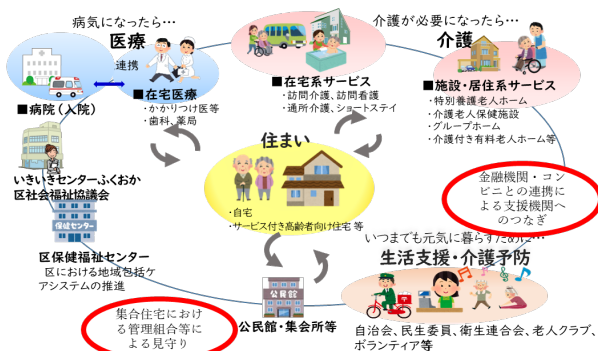 病気になったら…
医療
連携
■病院（入院）
■在宅医療
・かかりつけ医等
・歯科、薬局
■在宅系サービス
・訪問介護、訪問看護
・通所介護、ショートステイ
介護が必要になったら…
介護
■施設・居住系サービス
・特別養護老人ホーム
・介護老人保健施設
・グループホーム
・介護付き有料老人ホーム等
住まい
・自宅
・サービス付き高齢者向け住宅 等
いきいきセンターふくおか
区社会福祉協議会
保健センター
区保健福祉センター
区における地域包括ケ
アシステムの推進
金融機関・コン
ビニとの連携に
よる支援機関へ
のつなぎ
いつまでも元気に暮らすために…
生活支援・介護予防
公民館
公民館・集会所等
自治会、民生委員、衛生連合会、老人クラブ、
ボランティア等
集合住宅におけ
る管理組合等に
よる見守り